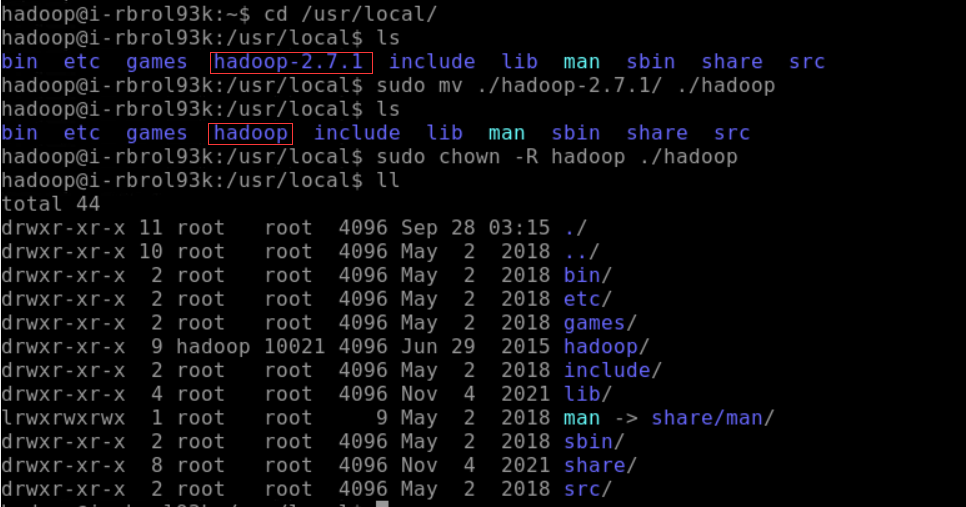 hadoop@i-rbrol93k:~$ cd /usr/local/
hadoop@i-rbrol93k:/usr/local$ ls
bin  etc  games  hadoop-2.7.1  include  lib  man  sbin  share  src
hadoop@i-rbrol93k:/usr/local$ sudo mv ./hadoop-2.7.1/ ./hadoop
hadoop@i-rbrol93k:/usr/local$ ls
bin  etc  games  hadoop  include  lib  man  sbin  share  src
hadoop@i-rbrol93k:/usr/local$ sudo chown -R hadoop ./hadoop
hadoop@i-rbrol93k:/usr/local$ ll
total 44
drwxr-xr-x 11 root   root  4096 Sep 28 03:15 ./
drwxr-xr-x 10 root   root  4096 May  2  2018 ../
drwxr-xr-x  2 root   root  4096 May  2  2018 bin/
drwxr-xr-x  2 root   root  4096 May  2  2018 etc/
drwxr-xr-x  2 root   root  4096 May  2  2018 games/
drwxr-xr-x  9 hadoop 10021 4096 Jun 29  2015 hadoop/
drwxr-xr-x  2 root   root  4096 May  2  2018 include/
drwxr-xr-x  4 root   root  4096 Nov  4  2021 lib/
lrwxrwxrwx  1 root   root     9 May  2  2018 man -> share/man/
drwxr-xr-x  2 root   root  4096 May  2  2018 sbin/
drwxr-xr-x  8 root   root  4096 Nov  4  2021 share/
drwxr-xr-x  2 root   root  4096 May  2  2018 src/